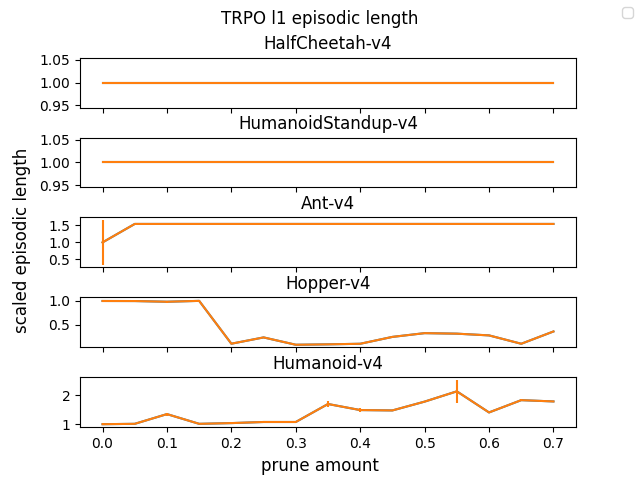 TRPO l1 episodic length
HalfCheetah-v4
1.05
1.00
0.95
HumanoidStandup-v4
1.05
1.00
0.95
Ant-v4
1.5
1.0
0.5
Hopper-v4
1.0
0.5
Humanoid-v4
2
1
0.0 0.1 0.2 0.3 0.4 0.5 0.6 0.7
prune amount
scaled episodic length